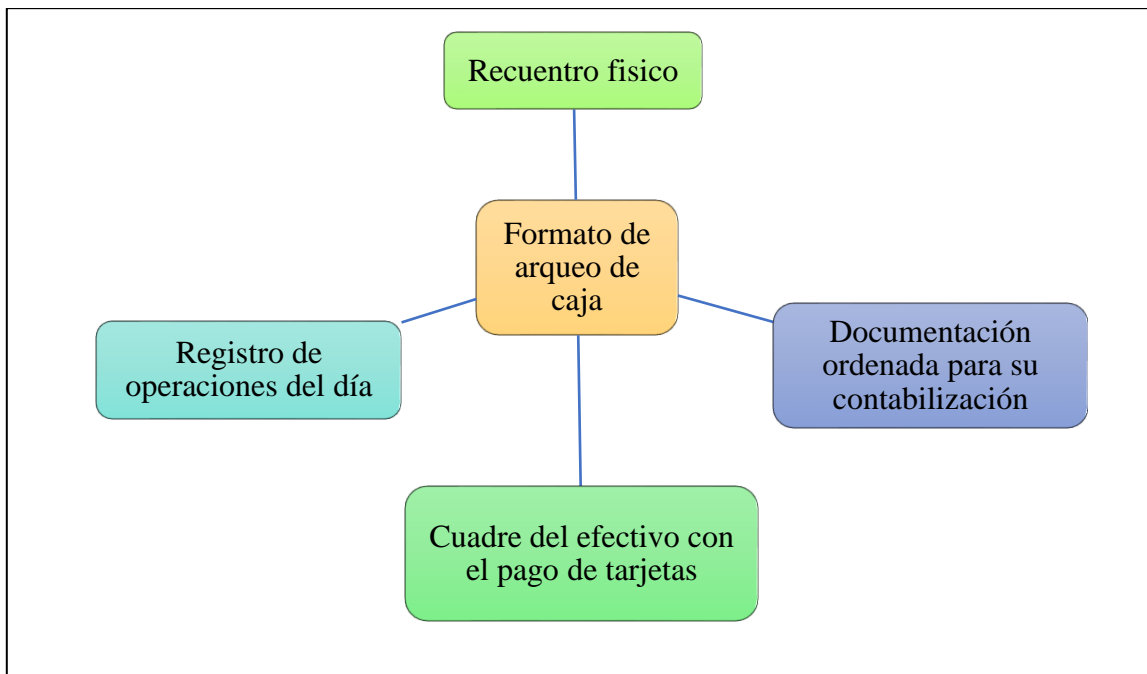 Recuentro fisico
Formato de
arqueo de
caja
Registro de
operaciones del día
Documentación
ordenada para su
contabilización
Cuadre del efectivo con
el pago de tarjetas